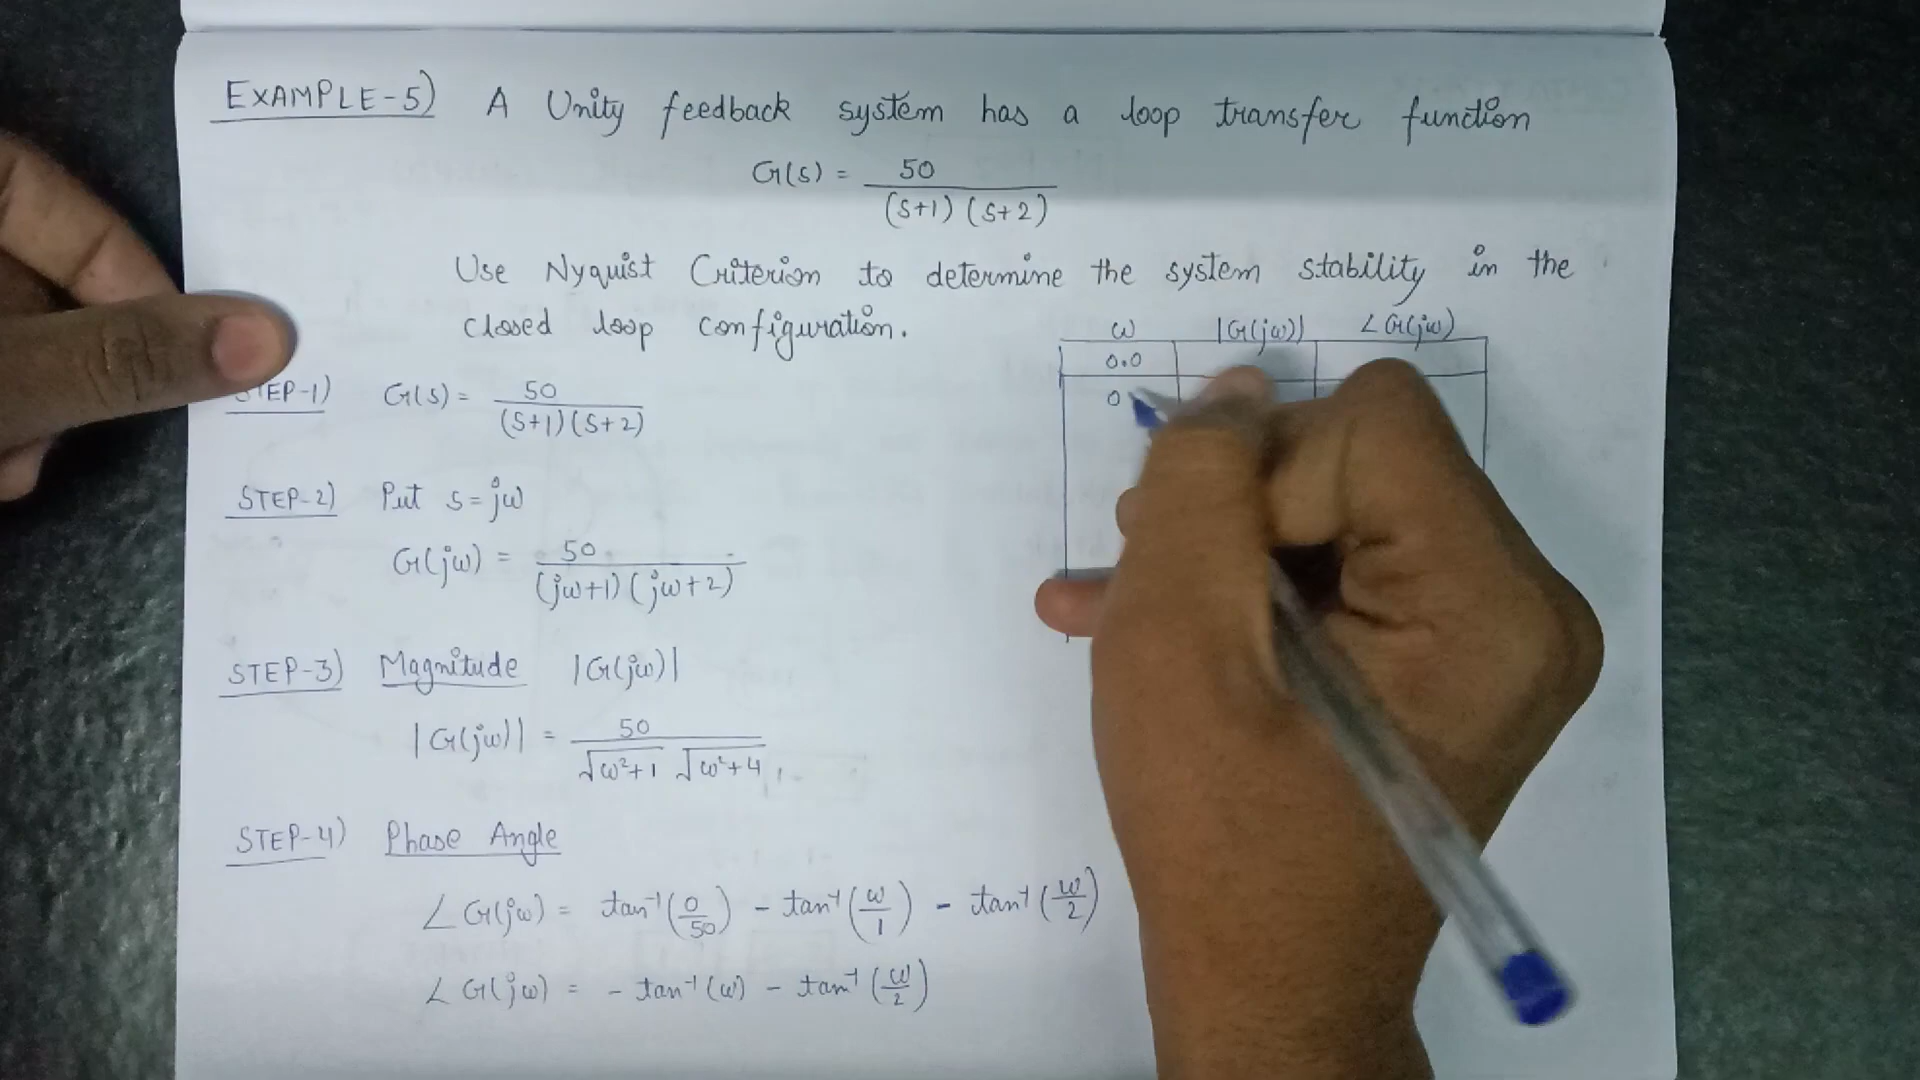 EXAMPLE-5) A Unity feedback system has a loop transfer function
G(s) = 50 / (s+1) (s+2)
Use Nyquist Criterion to determine the system stability in the
closed loop configuration.
ω |G(jω)| ∠G(jω)
0.0
0
STEP-1) G(s) = 50 / (s+1)(s+2)
STEP-2) Put s = jω
G(jω) = 50 / (jω+1) (jω+2)
STEP-3) Magnitude |G(jω)|
|G(jω)| = 50 / √ω²+1 √ω²+4
STEP-4) Phase Angle
∠G(jω) = tan⁻¹(0/50) - tan⁻¹(ω/1) - tan⁻¹(ω/2)
∠G(jω) = - tan⁻¹(ω) - tan⁻¹(ω/2)